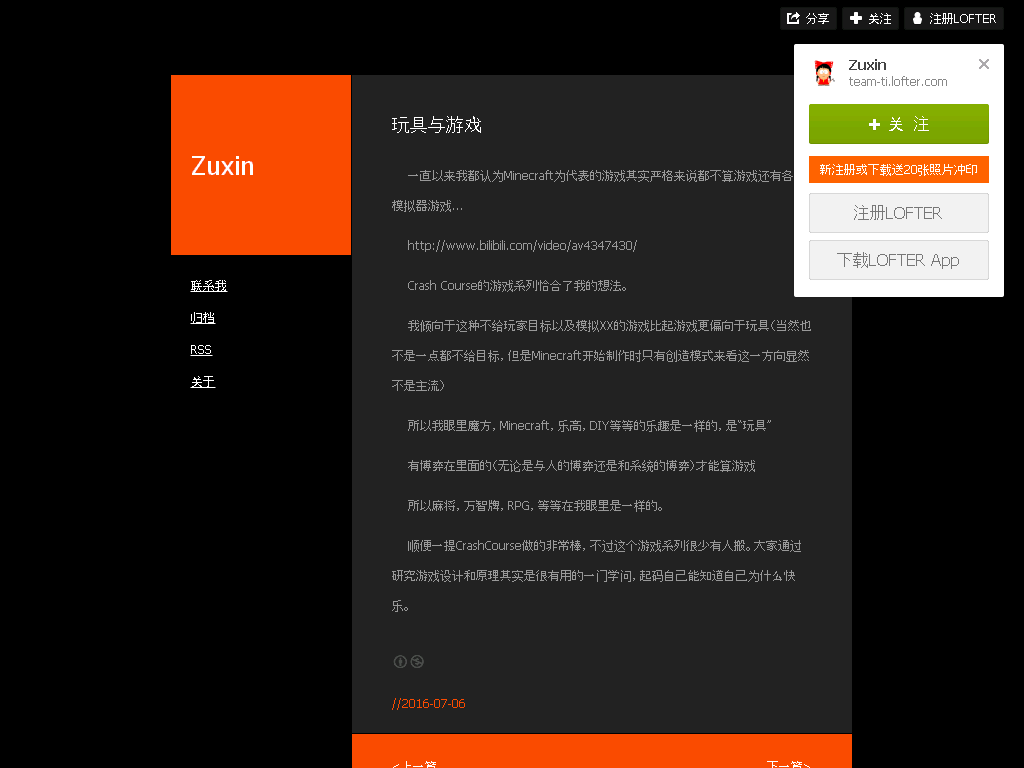 分享
关注
注册LOFTER
Zuxin
team-ti.lofter.com
+ 关 注
新注册或下载送20张照片冲印
注册LOFTER
下载LOFTER App
Zuxin
联系我
归档
RSS
关于
玩具与游戏
一直以来我都认为Minecraft为代表的游戏其实严格来说都不算游戏还有各
模拟器游戏...
http://www.bilibili.com/video/av4347430/
Crash Course的游戏系列恰合了我的想法。
我倾向于这种不给玩家目标以及模拟XX的游戏比起游戏更偏向于玩具(当然也
不是一点都不给目标, 但是Minecraft开始制作时只有创造模式来看这一方向显然
不是主流)
所以我眼里魔方, Minecraft, 乐高, DIY等等的乐趣是一样的, 是“玩具”
有博弈在里面的(无论是与人的博弈还是和系统的博弈)才能算游戏
所以麻将, 万智牌, RPG, 等等在我眼里是一样的。
顺便一提CrashCourse做的非常棒, 不过这个游戏系列很少有人搬。大家通过
研究游戏设计和原理其实是很有用的一门学问, 起码自己能知道自己为什么快
乐。
//2016-07-06
<上一篇
下一篇>